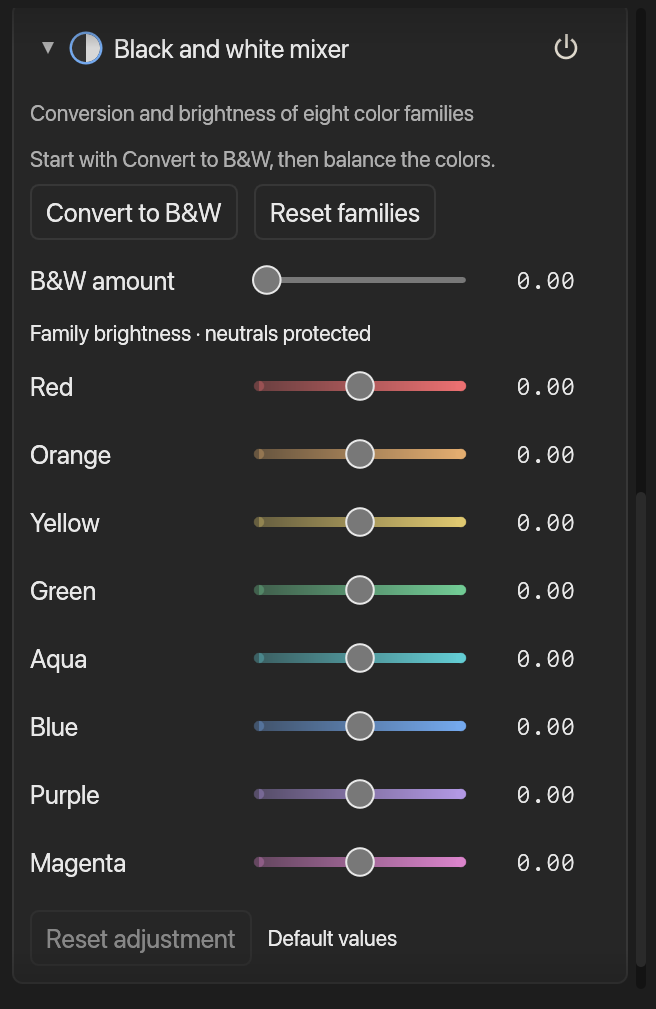 Black and white mixer
Conversion and brightness of eight color families
Start with Convert to B&W, then balance the colors.
Convert to B&W Reset families
B&W amount 0.00
Family brightness · neutrals protected
Red 0.00
Orange 0.00
Yellow 0.00
Green 0.00
Aqua 0.00
Blue 0.00
Purple 0.00
Magenta 0.00
Reset adjustment Default values